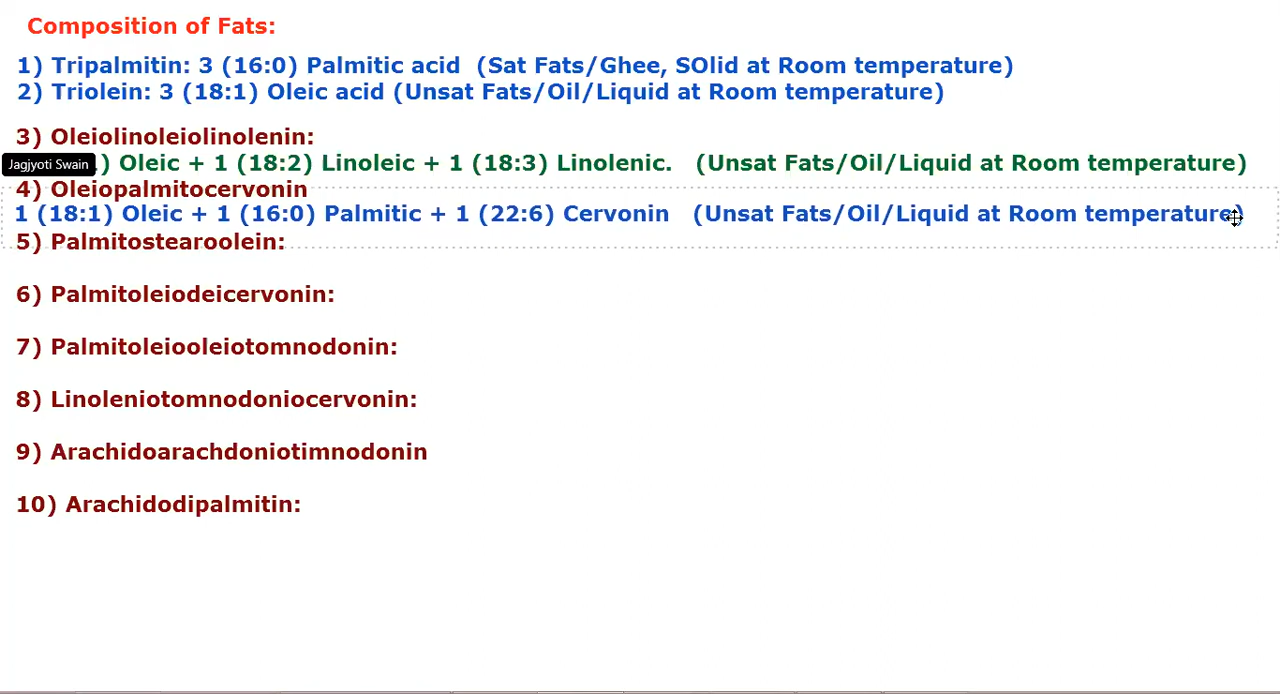 Composition of Fats:
1) Tripalmitin: 3 (16:0) Palmitic acid (Sat Fats/Ghee, SOlid at Room temperature)
2) Triolein: 3 (18:1) Oleic acid (Unsat Fats/Oil/Liquid at Room temperature)
3) Oleiolinoleiolinolenin:
Jagjyoti Swain
) Oleic + 1 (18:2) Linoleic + 1 (18:3) Linolenic. (Unsat Fats/Oil/Liquid at Room temperature)
4) Oleiopalmitocervonin
1 (18:1) Oleic + 1 (16:0) Palmitic + 1 (22:6) Cervonin (Unsat Fats/Oil/Liquid at Room temperature)
5) Palmitostearoolein:
6) Palmitoleiodeicervonin:
7) Palmitoleiooleiotomnodonin:
8) Linoleniotomnodoniocervonin:
9) Arachidoarachdoniotimnodonin
10) Arachidodipalmitin: